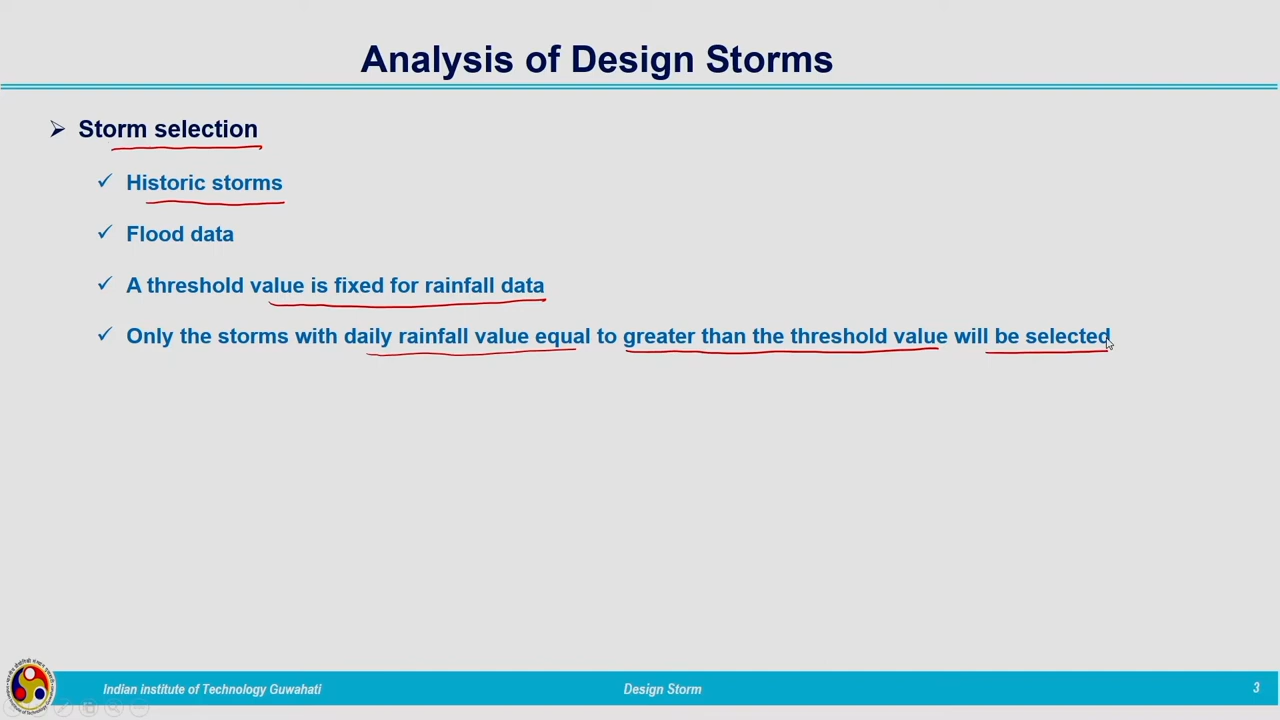 Analysis of Design Storms
Storm selection
Historic storms
Flood data
A threshold value is fixed for rainfall data
Only the storms with daily rainfall value equal to greater than the threshold value will be selected
Indian institute of Technology Guwahati
Design Storm
3